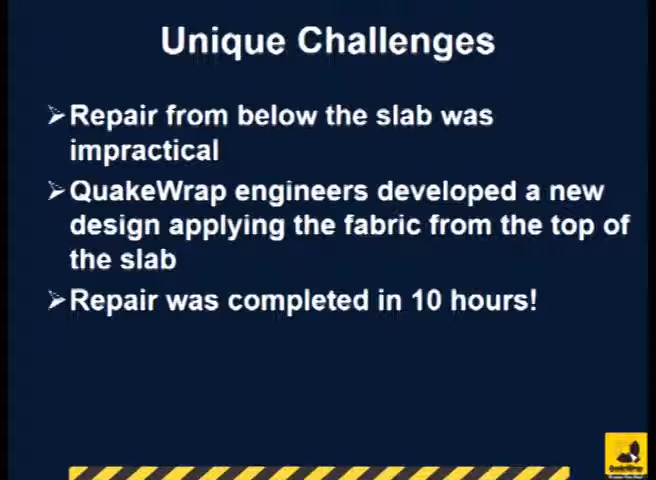 Unique Challenges
Repair from below the slab was
impractical
QuakeWrap engineers developed a new
design applying the fabric from the top of
the slab
Repair was completed in 10 hours!
QuakeWrap